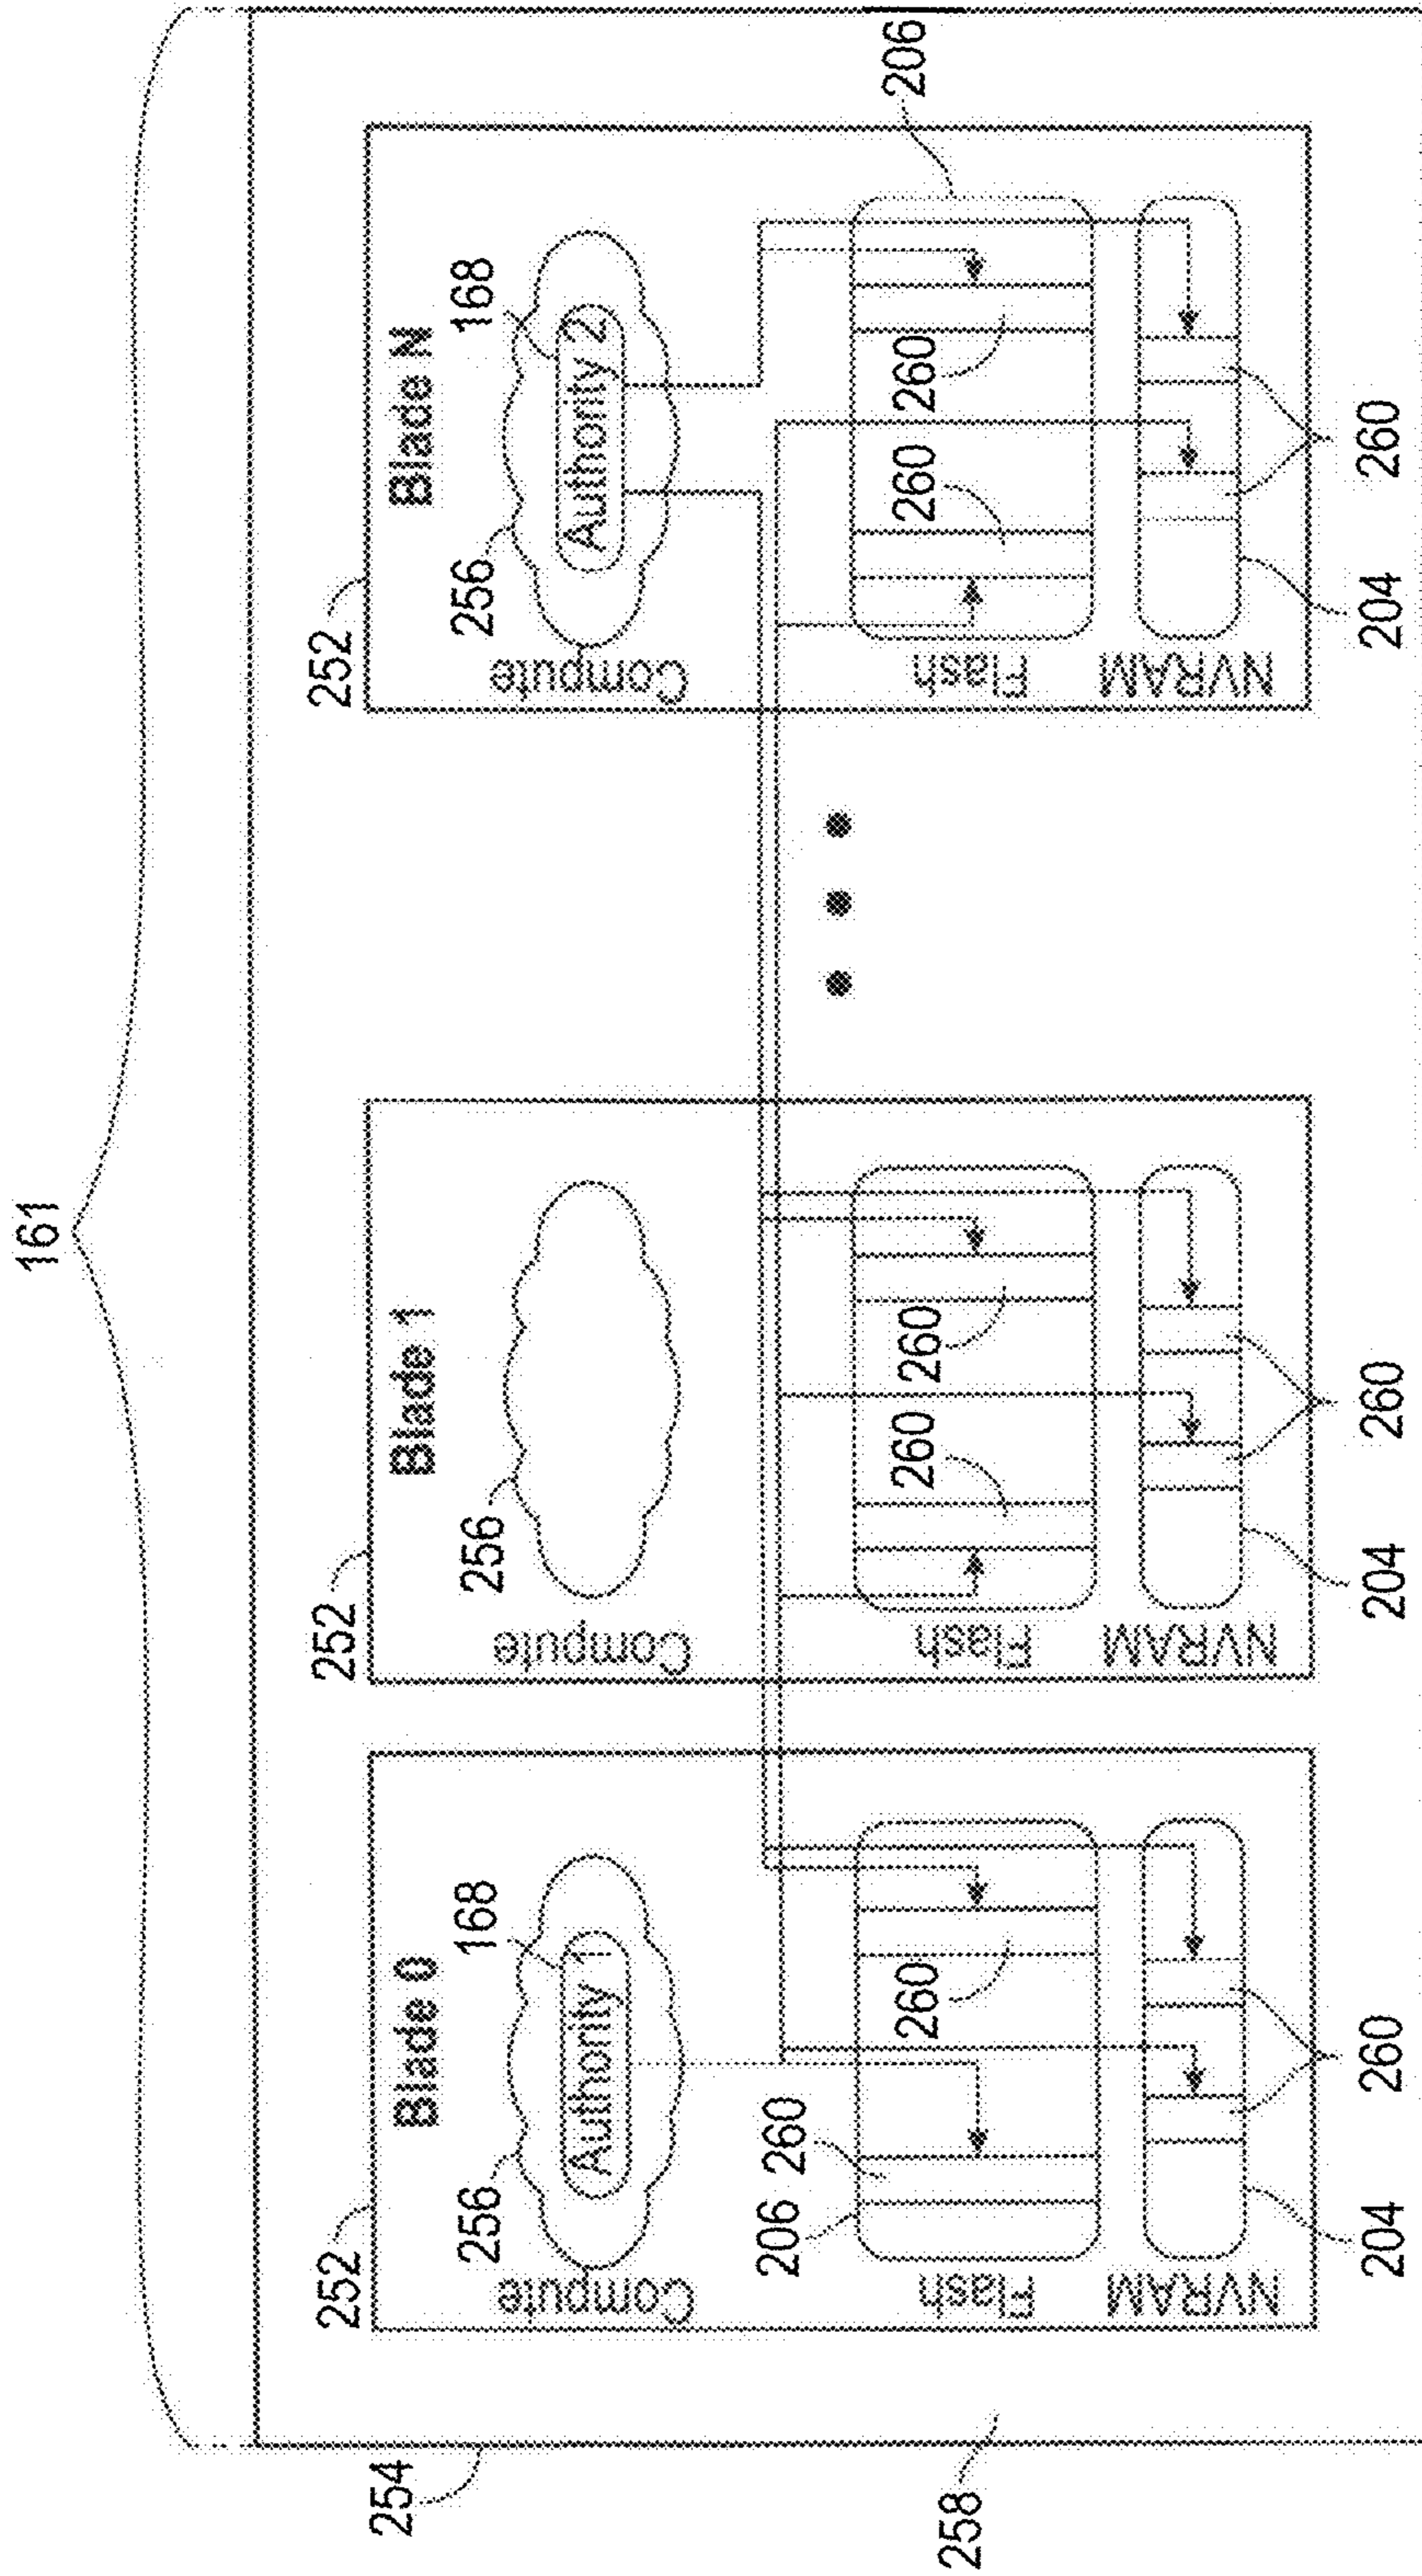 161
254
252
Blade 0
256
168
Authority 1
Compute
206
260
260
Flash
NVRAM
204
260
258
252
Blade 1
256
Compute
260
260
Flash
NVRAM
204
260
252
Blade N
256
168
Authority 2
Compute
206
260
260
Flash
NVRAM
204
260